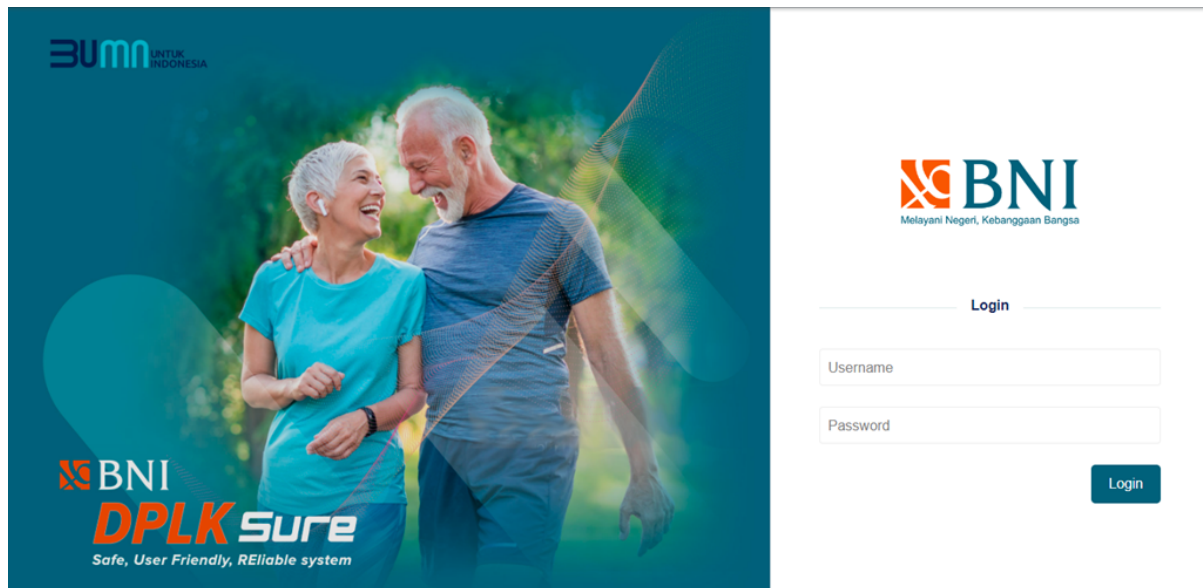 BUMN UNTUK
INDONESIA
BNI
DPLK Sure
Safe, User Friendly, REliable system
BNI
Melayani Negeri, Kebanggaan Bangsa
Login
Username
Password
Login